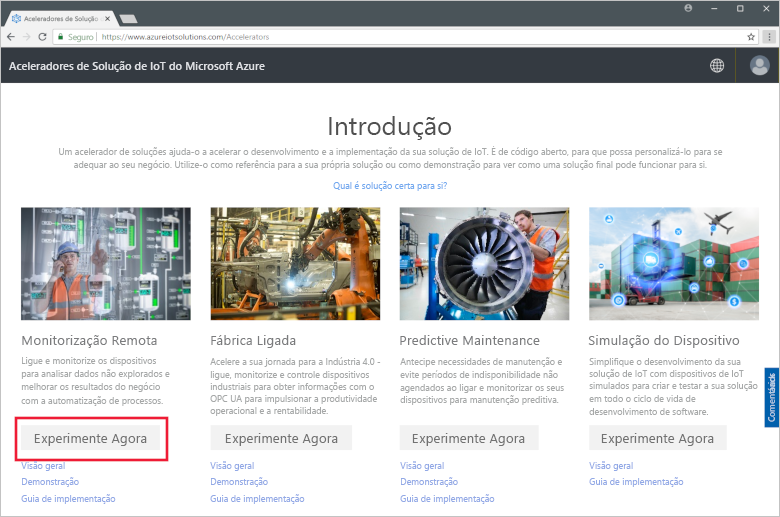 Aceleradores de Solução
Seguro
https://www.azureiotsolutions.com/Accelerators
Aceleradores de Solução de IoT do Microsoft Azure
Introdução
Um acelerador de soluções ajuda-o a acelerar o desenvolvimento e a implementação da sua solução de IoT. É de código aberto, para que possa personalizá-lo para se
adequar ao seu negócio. Utilize-o como referência para a sua própria solução ou como demonstração para ver como uma solução final pode funcionar para si.
Qual é solução certa para si?
Monitorização Remota
Ligue e monitorize os dispositivos
para analisar dados não explorados e
melhorar os resultados do negócio
com a automatização de processos.
Experimente Agora
Visão geral
Demonstração
Guia de implementação
Fábrica Ligada
Acelere a sua jornada para a Indústria 4.0 -
ligue, monitorize e controle dispositivos
industriais para obter informações com o
OPC UA para impulsionar a produtividade
operacional e a rentabilidade.
Experimente Agora
Visão geral
Demonstração
Guia de implementação
Predictive Maintenance
Antecipe necessidades de manutenção e
evite períodos de indisponibilidade não
agendados ao ligar e monitorizar os seus
dispositivos para manutenção preditiva.
Experimente Agora
Visão geral
Demonstração
Guia de implementação
Simulação do Dispositivo
Simplifique o desenvolvimento da sua
solução de IoT com dispositivos de IoT
simulados para criar e testar a sua solução
em todo o ciclo de vida de
desenvolvimento de software.
Experimente Agora
Visão geral
Guia de implementação